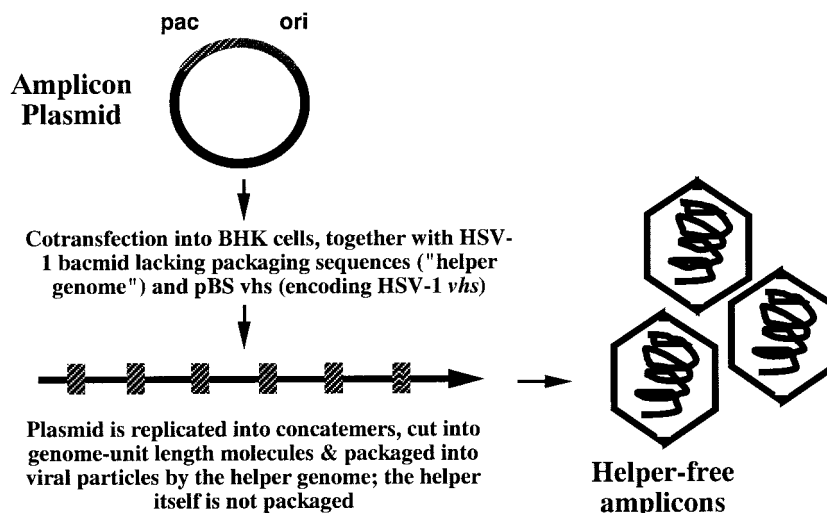 pac ori
Amplicon
Plasmid
Cotransfection into BHK cells, together with HSV-
1 bacmid lacking packaging sequences ("helper
genome") and pBS vhs (encoding HSV-1 vhs)
Plasmid is replicated into concatemers, cut into
genome-unit length molecules & packaged into
viral particles by the helper genome; the helper
itself is not packaged
Helper-free
amplicons